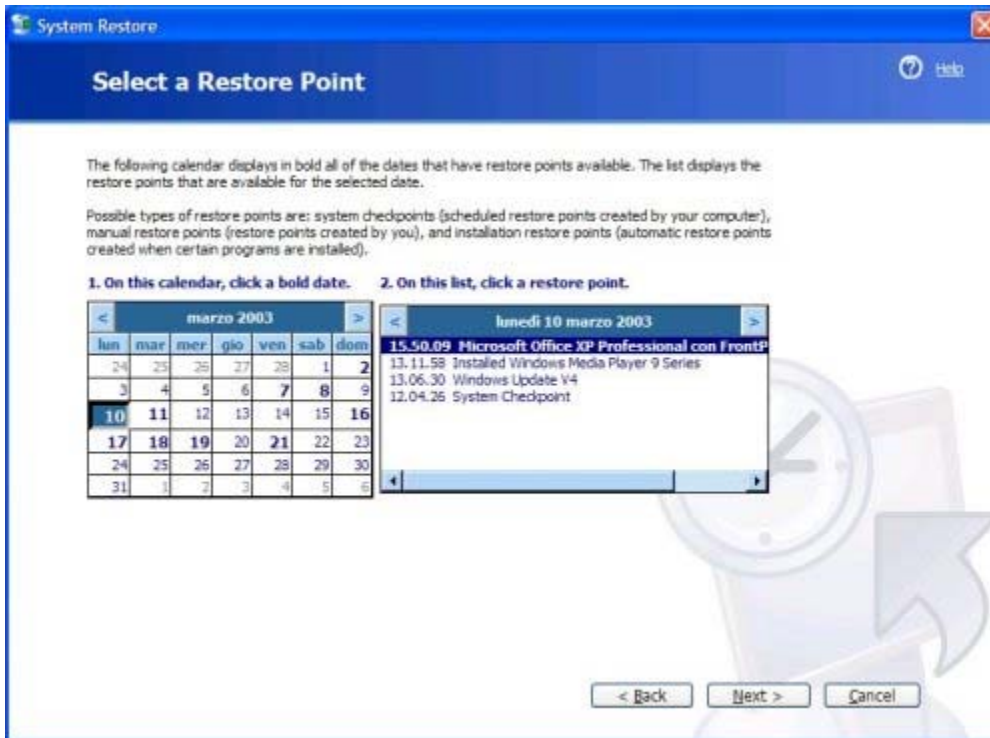 System Restore
Select a Restore Point
Help
The following calendar displays in bold all of the dates that have restore points available. The list displays the
restore points that are available for the selected date.
Possible types of restore points are: system checkpoints (scheduled restore points created by your computer),
manual restore points (restore points created by you), and installation restore points (automatic restore points
created when certain programs are installed).
1. On this calendar, click a bold date.
2. On this list, click a restore point.
< marzo 2003 >
lun mar mer gio ven sab dom
24 25 26 27 28 1 2
3 4 5 6 7 8 9
10 11 12 13 14 15 16
17 18 19 20 21 22 23
24 25 26 27 28 29 30
31 1 2 3 4 5 6
< lunedì 10 marzo 2003 >
15.50.09 Microsoft Office XP Professional con FrontP
13.11.58 Installed Windows Media Player 9 Series
13.06.30 Windows Update V4
12.04.26 System Checkpoint
< Back
Next >
Cancel